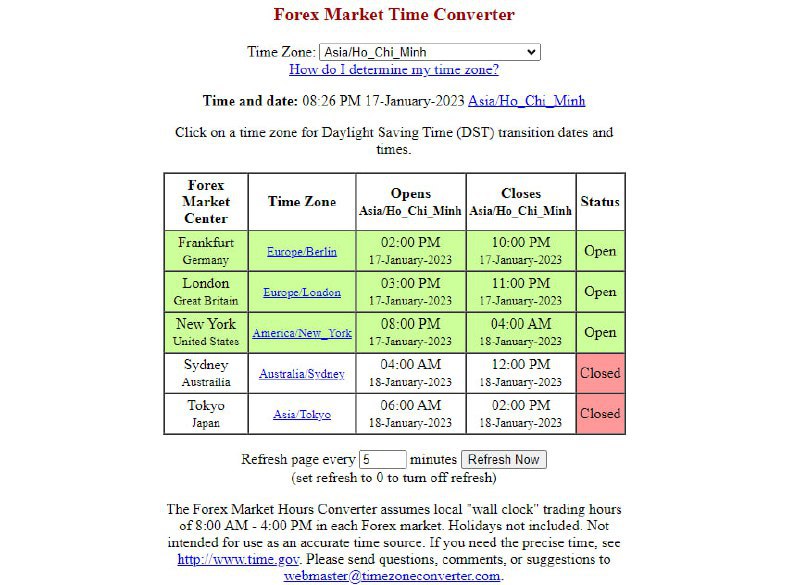 Forex Market Time Converter
Time Zone: Asia/Ho_Chi_Minh
How do I determine my time zone?
Time and date: 08:26 PM 17-January-2023 Asia/Ho_Chi_Minh
Click on a time zone for Daylight Saving Time (DST) transition dates and
times.
Forex
Market
Center
Time Zone
Opens
Asia/Ho_Chi_Minh
Closes
Asia/Ho_Chi_Minh
Status
Frankfurt
Germany
Europe/Berlin
02:00 PM
17-January-2023
10:00 PM
17-January-2023
Open
London
Great Britain
Europe/London
03:00 PM
17-January-2023
11:00 PM
17-January-2023
Open
New York
United States
America/New_York
08:00 PM
17-January-2023
04:00 AM
18-January-2023
Open
Sydney
Austrailia
Australia/Sydney
04:00 AM
18-January-2023
12:00 PM
18-January-2023
Closed
Tokyo
Japan
Asia/Tokyo
06:00 AM
18-January-2023
02:00 PM
18-January-2023
Closed
Refresh page every 5 minutes Refresh Now
(set refresh to 0 to turn off refresh)
The Forex Market Hours Converter assumes local "wall clock" trading hours
of 8:00 AM - 4:00 PM in each Forex market. Holidays not included. Not
intended for use as an accurate time source. If you need the precise time, see
http://www.time.gov. Please send questions, comments, or suggestions to
webmaster@timezoneconverter.com.